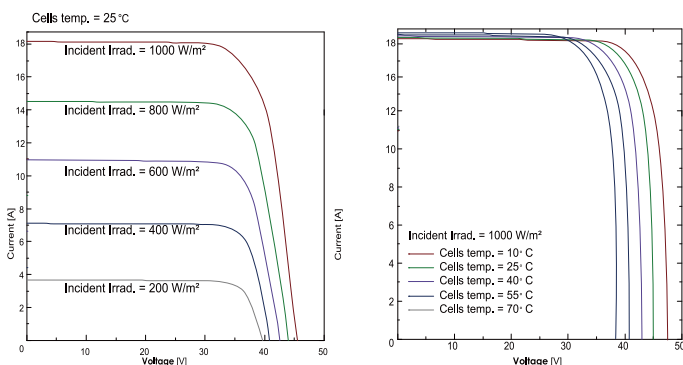 Cells temp. = 25 °C
18
Incident Irrad. = 1000 W/m²
16
14
Incident Irrad. = 800 W/m²
12
10
Incident Irrad. = 600 W/m²
8
Incident Irrad. = 400 W/m²
6
4
Incident Irrad. = 200 W/m²
2
0
Current [A]
0
10
20
30
40
50
Voltage [V]
18
16
14
12
10
8
6
4
2
0
Current [A]
Incident Irrad. = 1000 W/m²
Cells temp. = 10° C
Cells temp. = 25° C
Cells temp. = 40° C
Cells temp. = 55° C
Cells temp. = 70° C
0
10
20
30
40
50
Voltage [V]